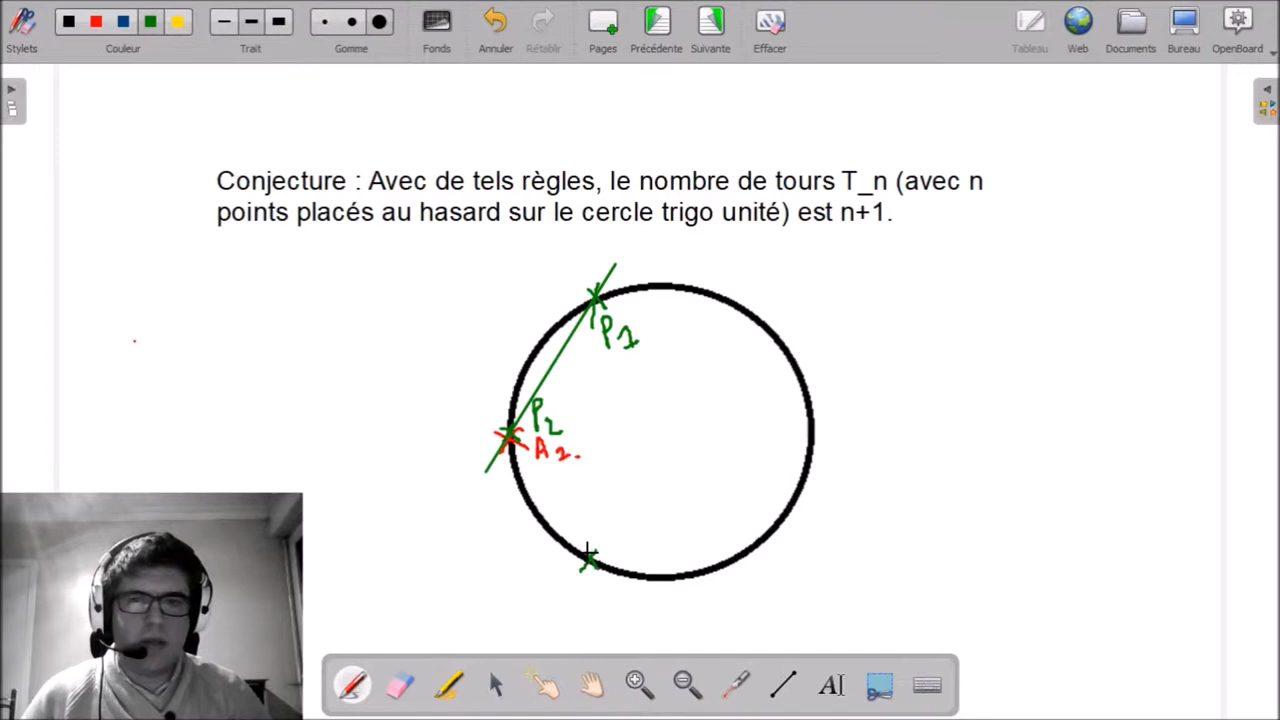 Stylets
Couleur
Trait
Gomme
Fonds
Annuler
Rétablir
Pages
Précédente
Suivante
Effacer
Tableau
Web
Documents
Bureau
OpenBoard
Conjecture : Avec de tels règles, le nombre de tours T_n (avec n
points placés au hasard sur le cercle trigo unité) est n+1.
P1
P2
A2.
AI